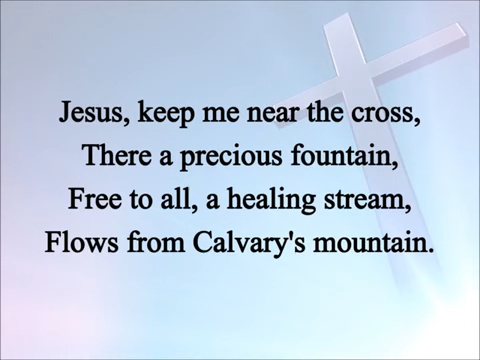 Jesus, keep me near the cross,
There a precious fountain,
Free to all, a healing stream,
Flows from Calvary's mountain.